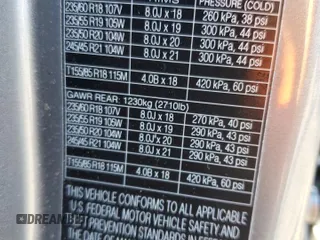 PRESSURE (COLD)
235/60 R18 107V 8.0J x 18 260 kPa, 38 psi
235/55 R19 105W 8.0J x 19 300 kPa, 44 psi
235/50 R20 104W 8.0J x 20 300 kPa, 44 psi
245/45 R21 104W 8.0J x 21 300 kPa, 44 psi
T155/85 R18 115M 4.0B x 18 420 kPa, 60 psi
GAWR REAR: 1230kg (2710lb)
235/60 R18 107V 8.0J x 18 270 kPa, 40 psi
235/55 R19 105W 8.0J x 19 290 kPa, 43 psi
235/50 R20 104W 8.0J x 20 290 kPa, 43 psi
245/45 R21 104W 8.0J x 21 290 kPa, 43 psi
T155/85 R18 115M 4.0B x 18 420 kPa, 60 psi
THIS VEHICLE CONFORMS TO ALL APPLICABLE
U.S. FEDERAL MOTOR VEHICLE SAFETY AND